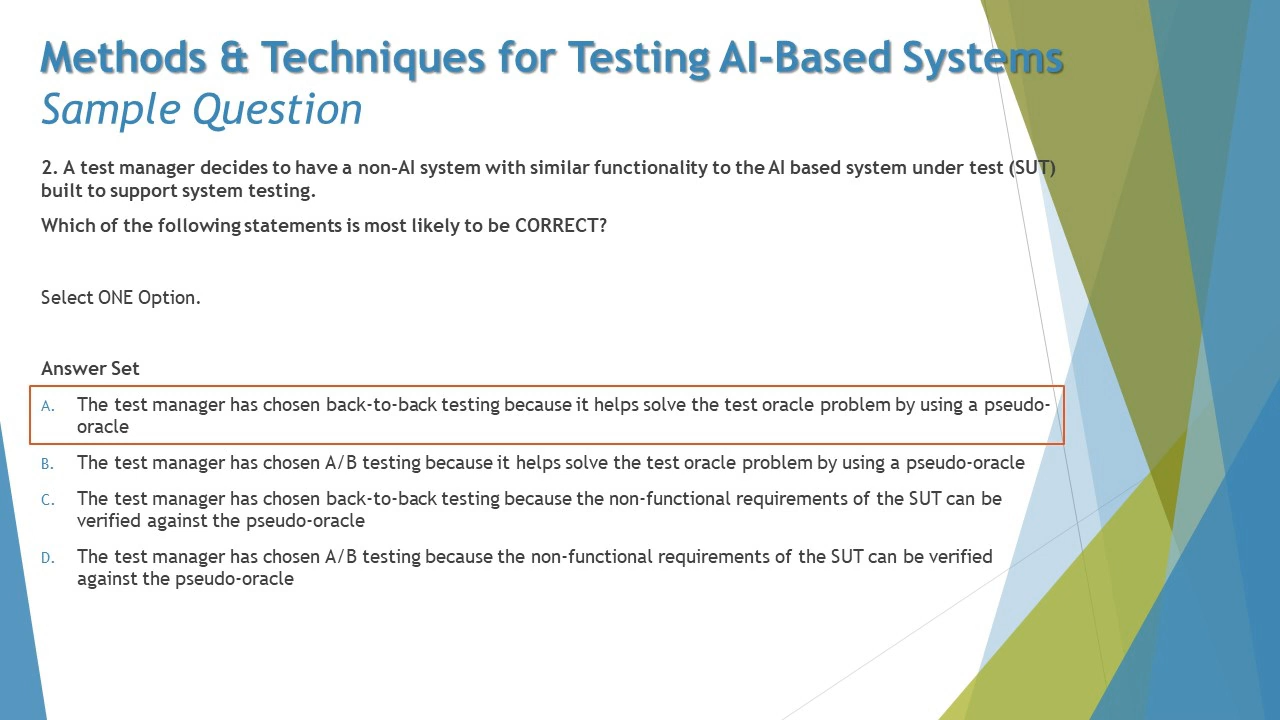 Methods & Techniques for Testing AI-Based Systems
Sample Question
2. A test manager decides to have a non-AI system with similar functionality to the AI based system under test (SUT)
built to support system testing.
Which of the following statements is most likely to be CORRECT?
Select ONE Option.
Answer Set
A. The test manager has chosen back-to-back testing because it helps solve the test oracle problem by using a pseudo-
oracle
B. The test manager has chosen A/B testing because it helps solve the test oracle problem by using a pseudo-oracle
C. The test manager has chosen back-to-back testing because the non-functional requirements of the SUT can be
verified against the pseudo-oracle
D. The test manager has chosen A/B testing because the non-functional requirements of the SUT can be verified
against the pseudo-oracle